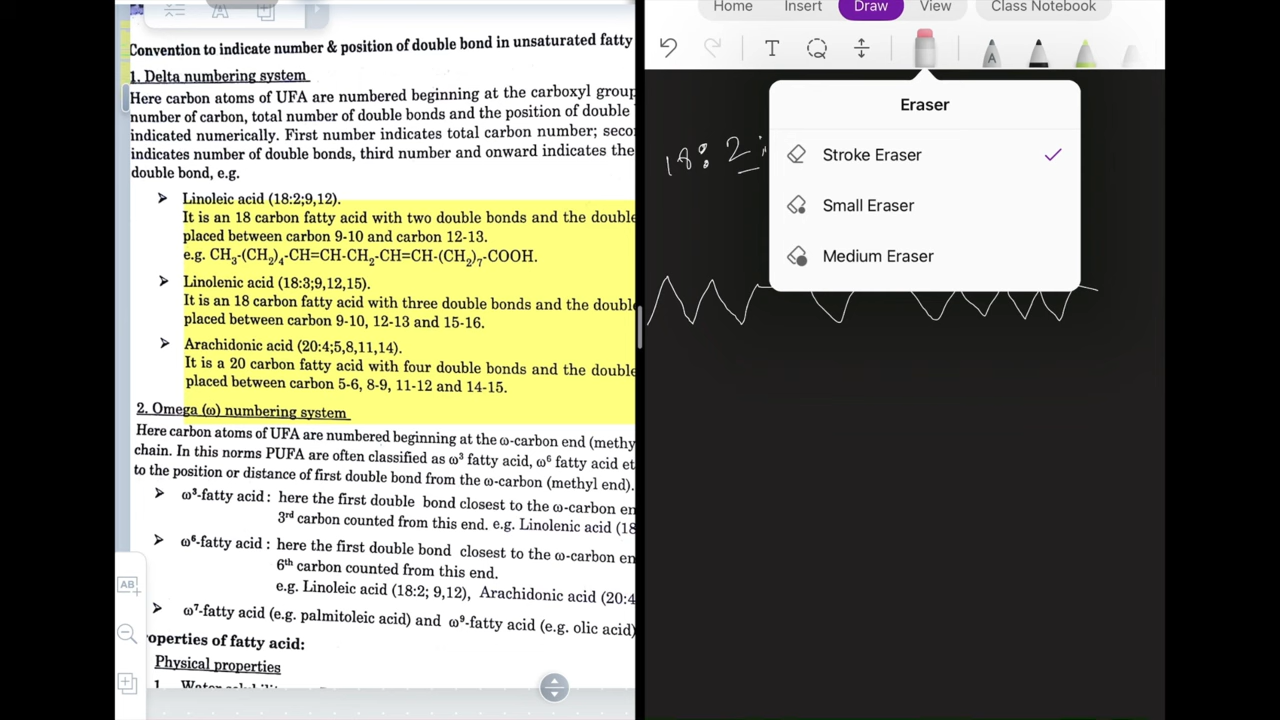 Convention to indicate number & position of double bond in unsaturated fatty
1. Delta numbering system
Here carbon atoms of UFA are numbered beginning at the carboxyl group
number of carbon, total number of double bonds and the position of double
indicated numerically. First number indicates total carbon number; seco
indicates number of double bonds, third number and onward indicates the
double bond, e.g.
➤ Linoleic acid (18:2;9,12).
It is an 18 carbon fatty acid with two double bonds and the double
placed between carbon 9-10 and carbon 12-13.
e.g. CH₃-(CH₂)₄-CH=CH-CH₂-CH=CH-(CH₂)₇-COOH.
➤ Linolenic acid (18:3;9,12,15).
It is an 18 carbon fatty acid with three double bonds and the double
placed between carbon 9-10, 12-13 and 15-16.
➤ Arachidonic acid (20:4;5,8,11,14).
It is a 20 carbon fatty acid with four double bonds and the double
placed between carbon 5-6, 8-9, 11-12 and 14-15.
2. Omega (ω) numbering system
Here carbon atoms of UFA are numbered beginning at the ω-carbon end (methy
chain. In this norms PUFA are often classified as ω³ fatty acid, ω⁶ fatty acid et
to the position or distance of first double bond from the ω-carbon (methyl end).
➤ ω³-fatty acid : here the first double bond closest to the ω-carbon en
3rd carbon counted from this end. e.g. Linolenic acid (18
➤ ω⁶-fatty acid : here the first double bond closest to the ω-carbon en
6th carbon counted from this end.
e.g. Linoleic acid (18:2; 9,12), Arachidonic acid (20:4
➤ ω⁷-fatty acid (e.g. palmitoleic acid) and ω⁹-fatty acid (e.g. olic acid)
roperties of fatty acid:
Physical properties
1. Water
AB
Home Insert Draw View Class Notebook
T
A
Eraser
Stroke Eraser
Small Eraser
Medium Eraser
18:2;